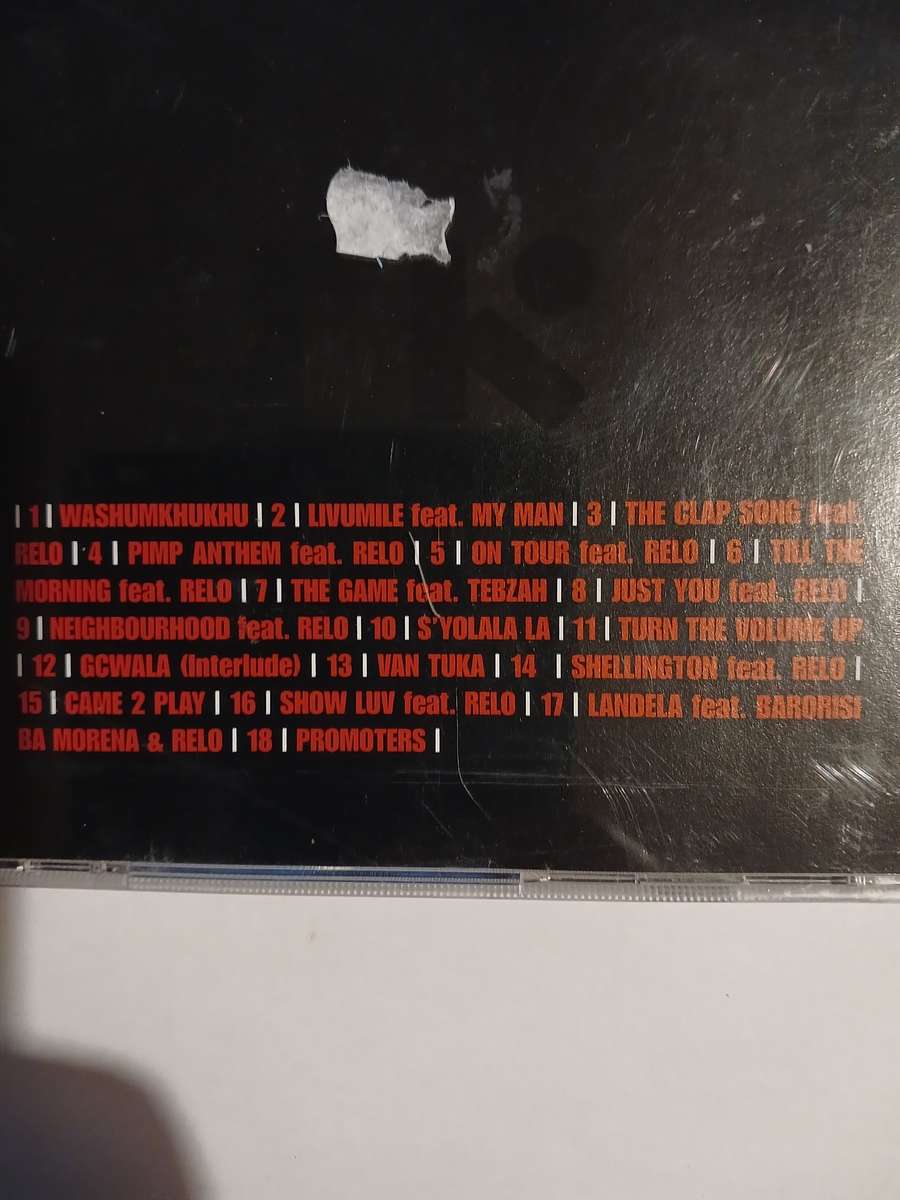 | 1 | WASHUMKHUKHU | 2 | LIVUMILE feat. MY MAN | 3 | THE CLAP SONG feat.
RELO | 4 | PIMP ANTHEM feat. RELO | 5 | ON TOUR feat. RELO | 6 | TILL THE
MORNING feat. RELO | 7 | THE GAME feat. TEBZAH | 8 | JUST YOU feat. RELO |
9 | NEIGHBOURHOOD feat. RELO | 10 | S'YOLALA LA | 11 | TURN THE VOLUME UP
| 12 | GCWALA (Interlude) | 13 | VAN TUKA | 14 | SHELLINGTON feat. RELO |
15 | CAME 2 PLAY | 16 | SHOW LUV feat. RELO | 17 | LANDELA feat. BARORISI
BA MORENA & RELO | 18 | PROMOTERS |